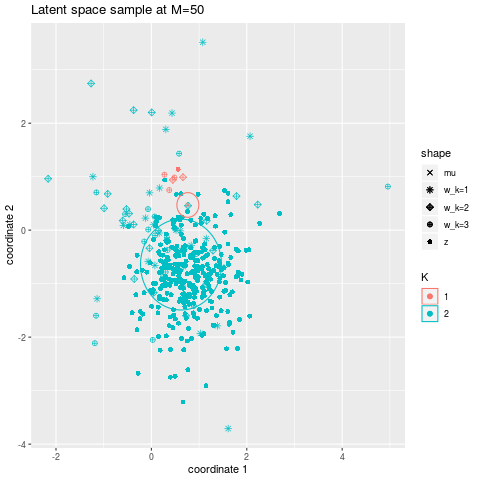 Latent space sample at M=50
coordinate 2
2
0
-2
-4
-2
0
2
4
coordinate 1
shape
mu
w_k=1
w_k=2
w_k=3
z
K
1
2